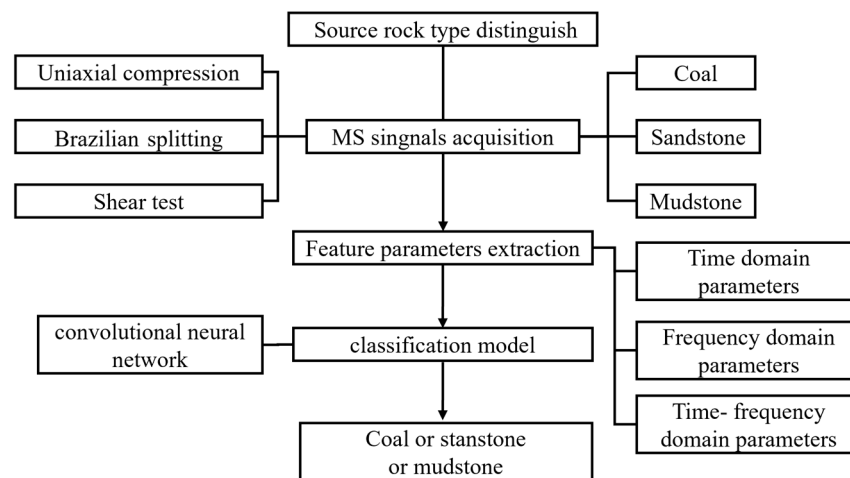 Source rock type distinguish
Uniaxial compression
Brazilian splitting
Shear test
MS singnals acquisition
Coal
Sandstone
Mudstone
Feature parameters extraction
Time domain
parameters
Frequency domain
parameters
Time- frequency
domain parameters
convolutional neural
network
classification model
Coal or stanstone
or mudstone